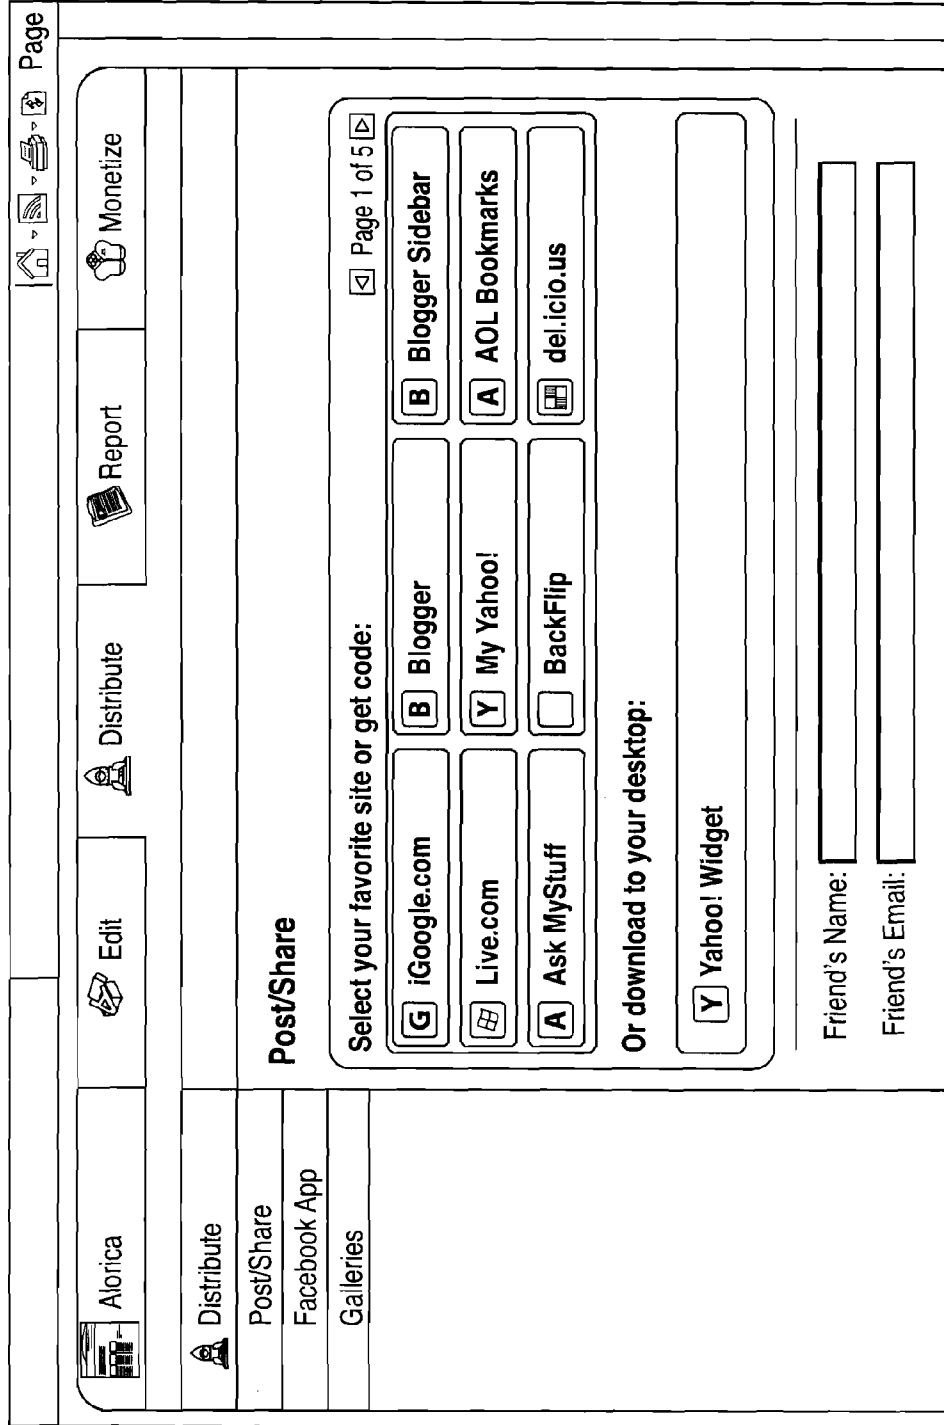 Page
Alorica Edit Distribute Report Monetize
Distribute
Post/Share
Facebook App
Galleries
Post/Share
Select your favorite site or get code: Page 1 of 5
G iGoogle.com B Blogger B Blogger Sidebar
Live.com Y My Yahoo! A AOL Bookmarks
A Ask MyStuff BackFlip del.icio.us
Or download to your desktop:
Y Yahoo! Widget
Friend's Name:
Friend's Email: